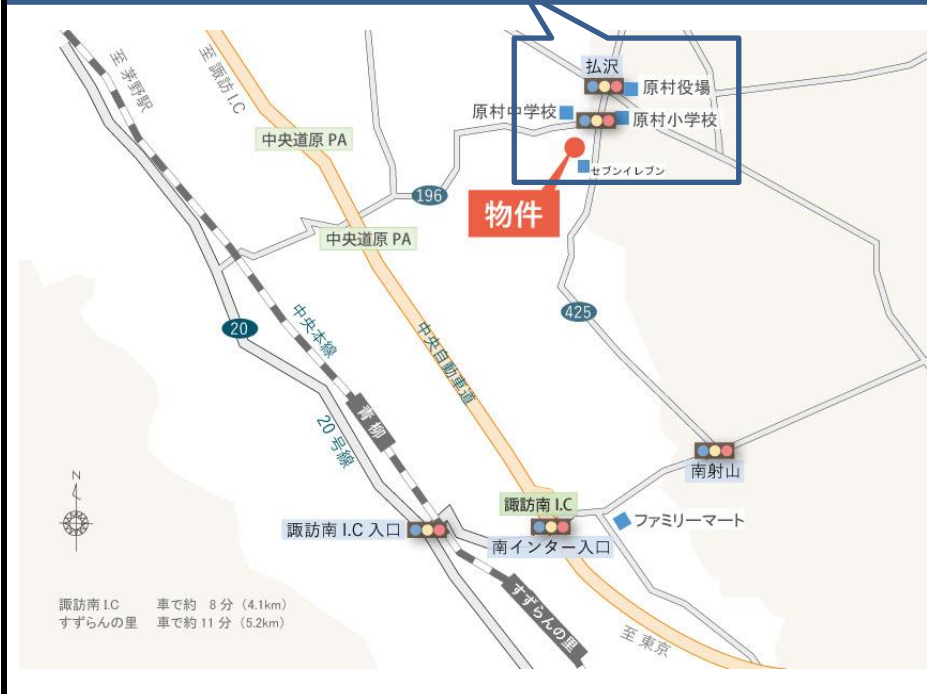 至 茅野駅
至 諏訪 I.C
払沢
原村役場
原村中学校
原村小学校
中央道原 PA
セブンイレブン
196
物件
中央道原 PA
425
20
中央本線
中央自動車道
青柳
20 号線
南射山
N
諏訪南 I.C
諏訪南 I.C 入口
ファミリーマート
南インター入口
すずらんの里
諏訪南 I.C 車で約 8 分（4.1km）
すずらんの里 車で約 11 分（5.2km）
至 東京